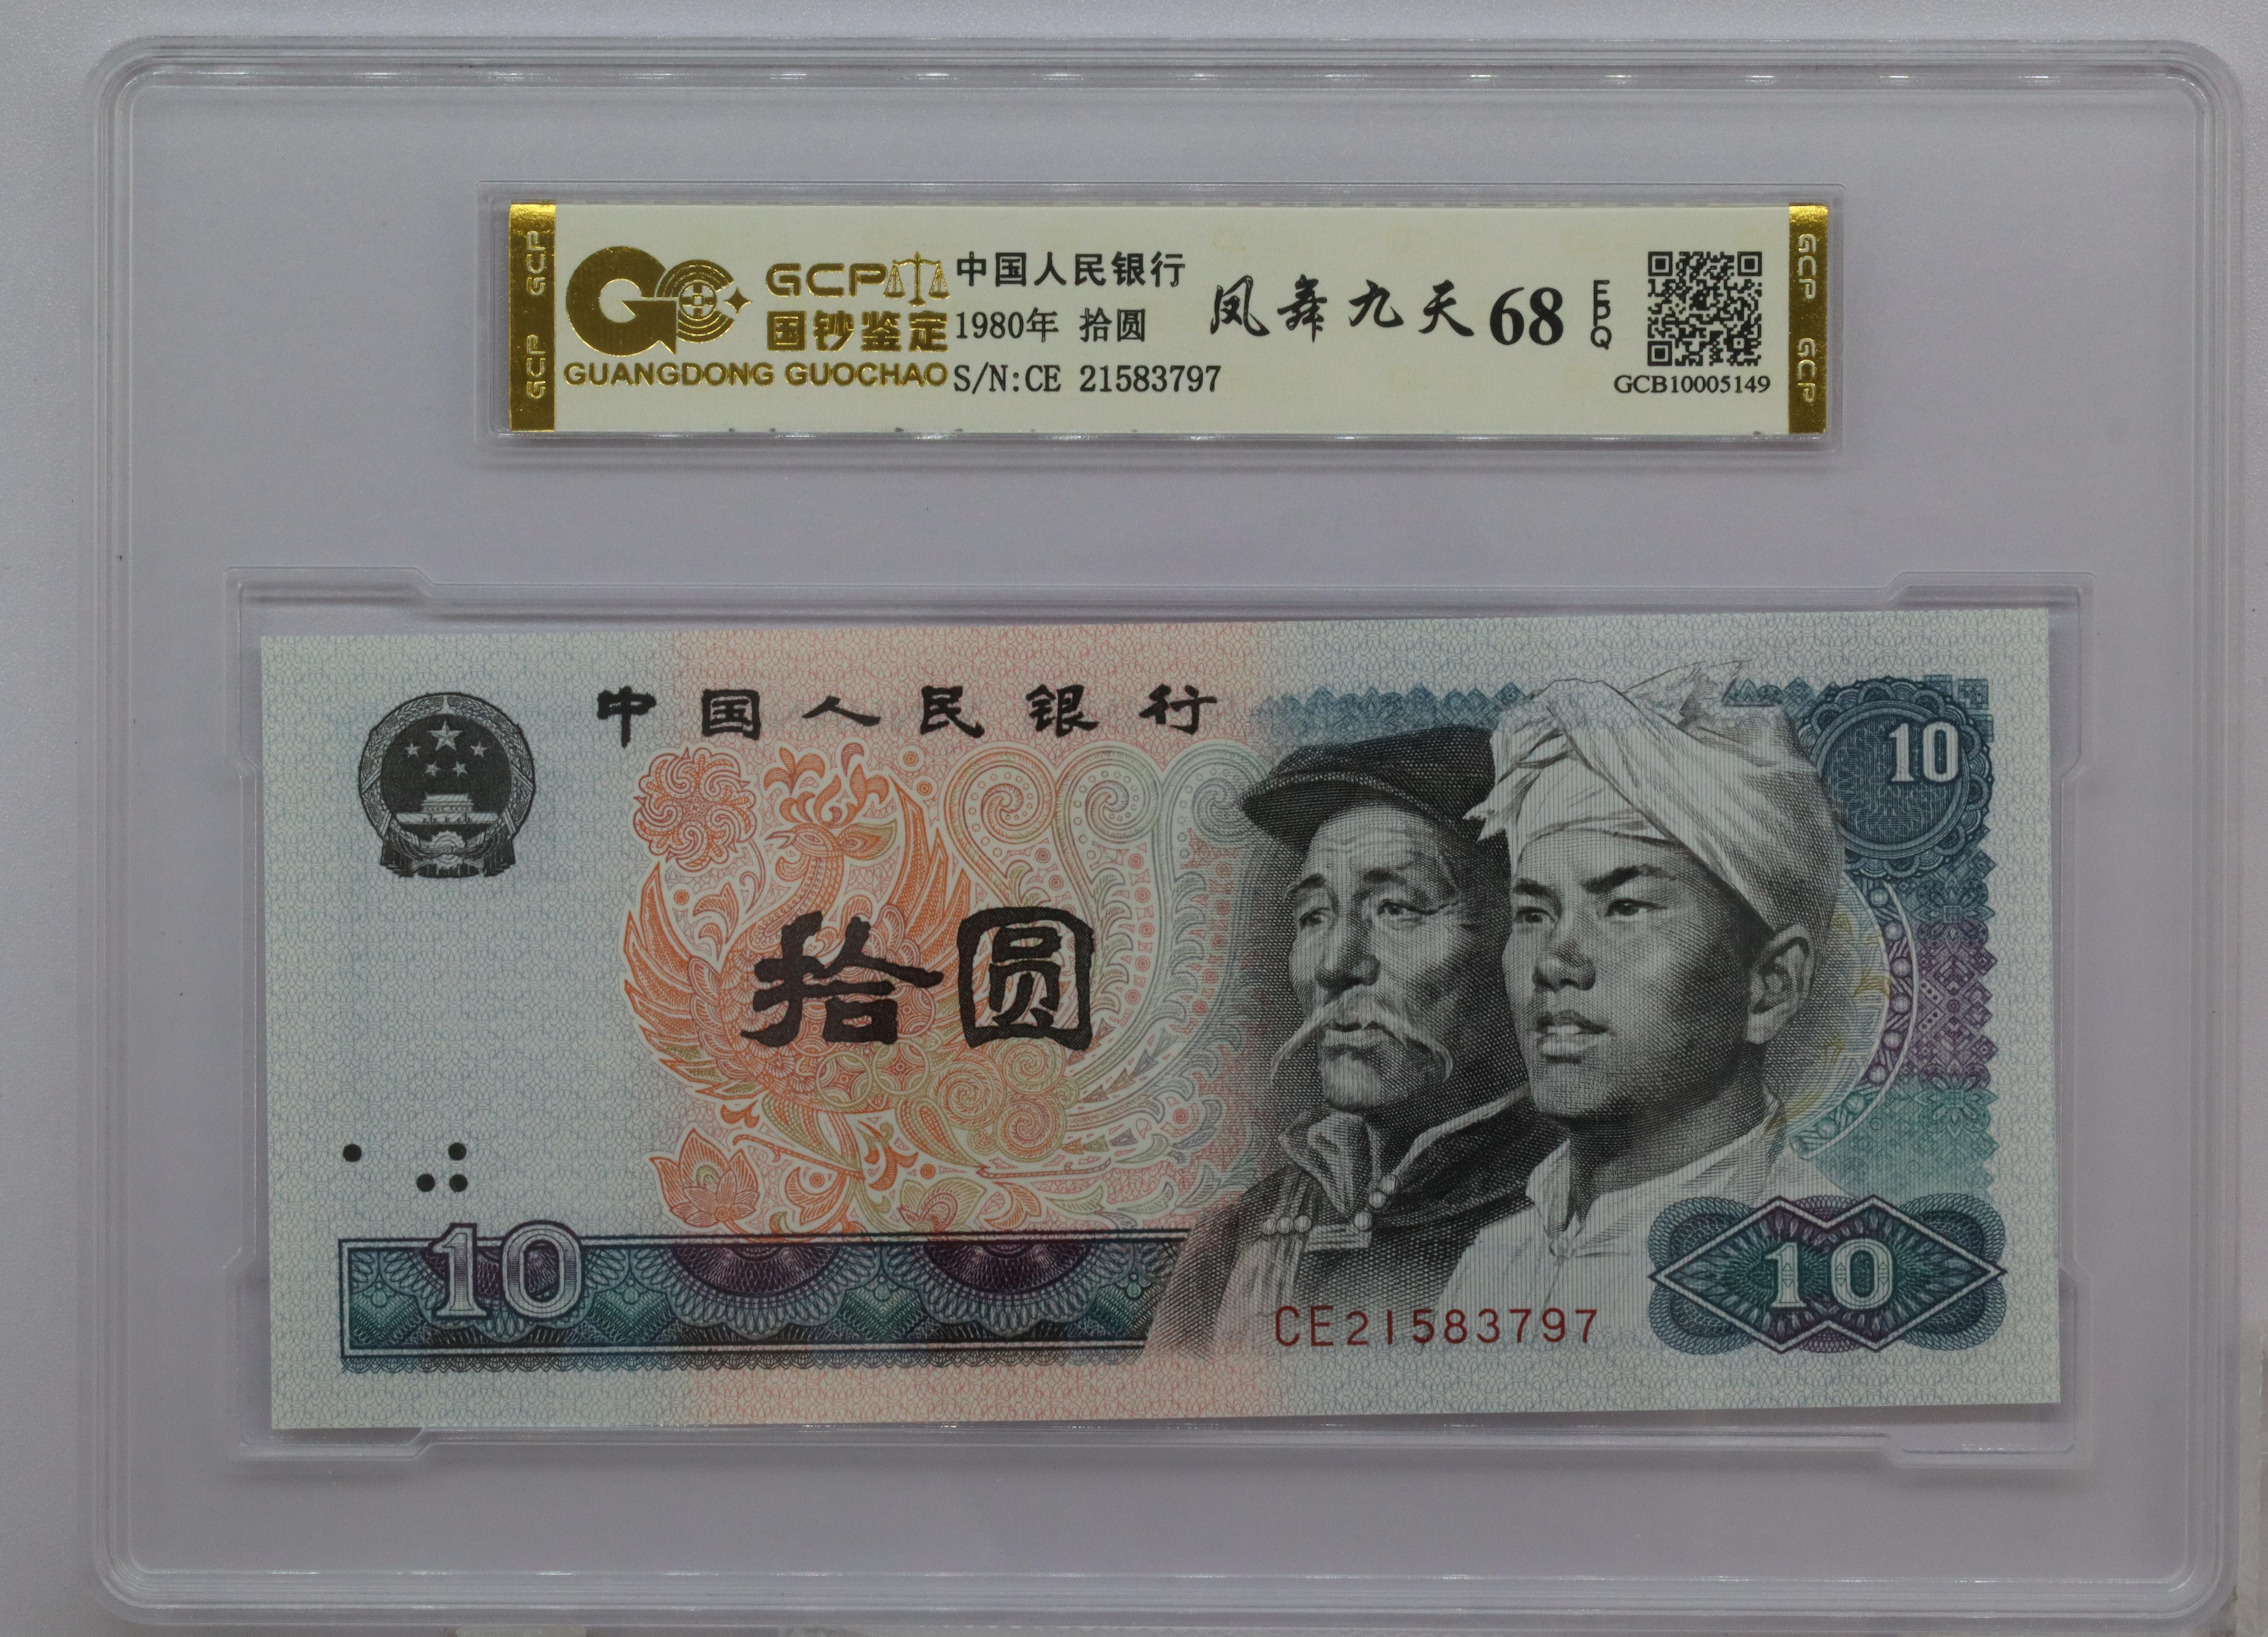 GCP GCP
GCP
国钞鉴定
GUANGDONG GUOCHAO
中国人民银行
1980年 拾圆
S/N:CE 21583797
凤舞九天 68 EPQ
GCB10005149
GCP GCP
中国人民银行
10
拾圆
10
CE21583797
10